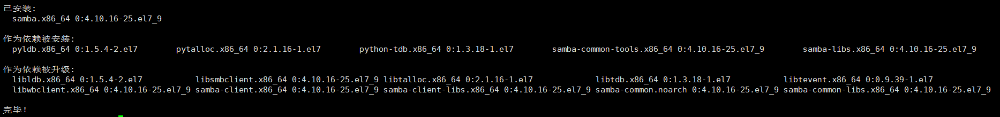 已安装:
samba.x86_64 0:4.10.16-25.el7_9
作为依赖被安装:
pyldb.x86_64 0:1.5.4-2.el7 pytalloc.x86_64 0:2.1.16-1.el7 python-tdb.x86_64 0:1.3.18-1.el7 samba-common-tools.x86_64 0:4.10.16-25.el7_9 samba-libs.x86_64 0:4.10.16-25.el7_9
作为依赖被升级:
libldb.x86_64 0:1.5.4-2.el7 libsmbclient.x86_64 0:4.10.16-25.el7_9 libtalloc.x86_64 0:2.1.16-1.el7 libtdb.x86_64 0:1.3.18-1.el7 libtevent.x86_64 0:0.9.39-1.el7
libwbclient.x86_64 0:4.10.16-25.el7_9 samba-client.x86_64 0:4.10.16-25.el7_9 samba-client-libs.x86_64 0:4.10.16-25.el7_9 samba-common.noarch 0:4.10.16-25.el7_9 samba-common-libs.x86_64 0:4.10.16-25.el7_9
完毕!